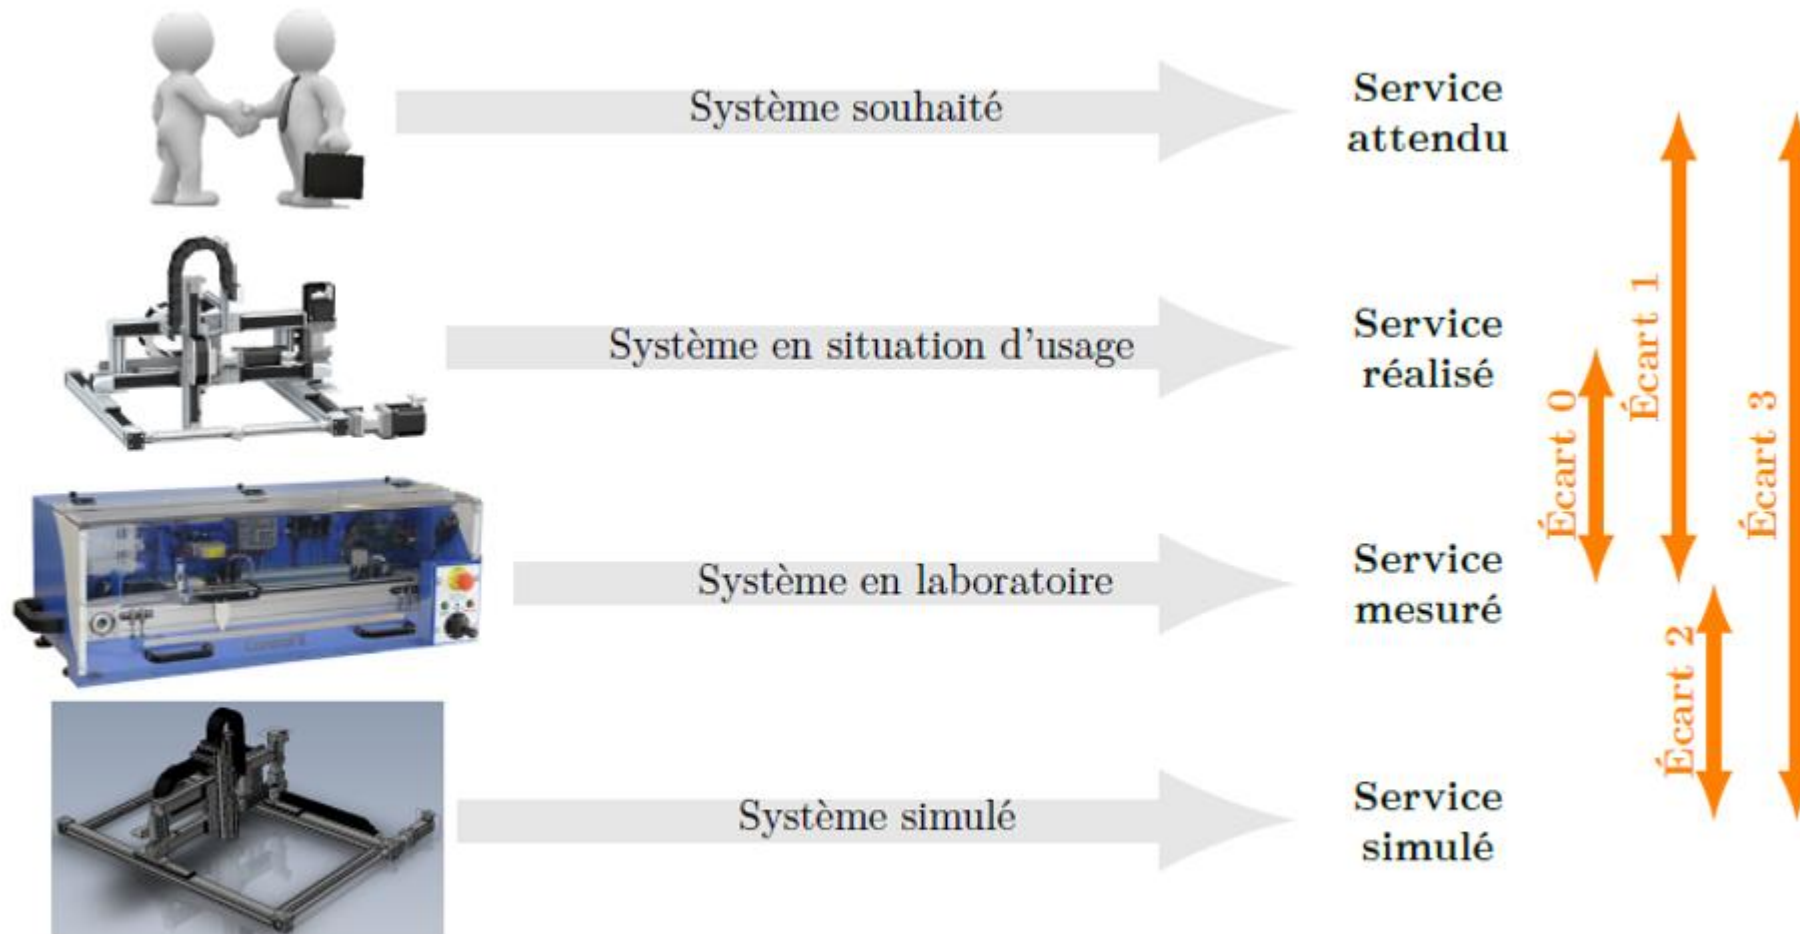 Système souhaité
Service
attendu
Système en situation d'usage
Service
réalisé
Système en laboratoire
Service
mesuré
Système simulé
Service
simulé
Écart 0
Écart 1
Écart 2
Écart 3